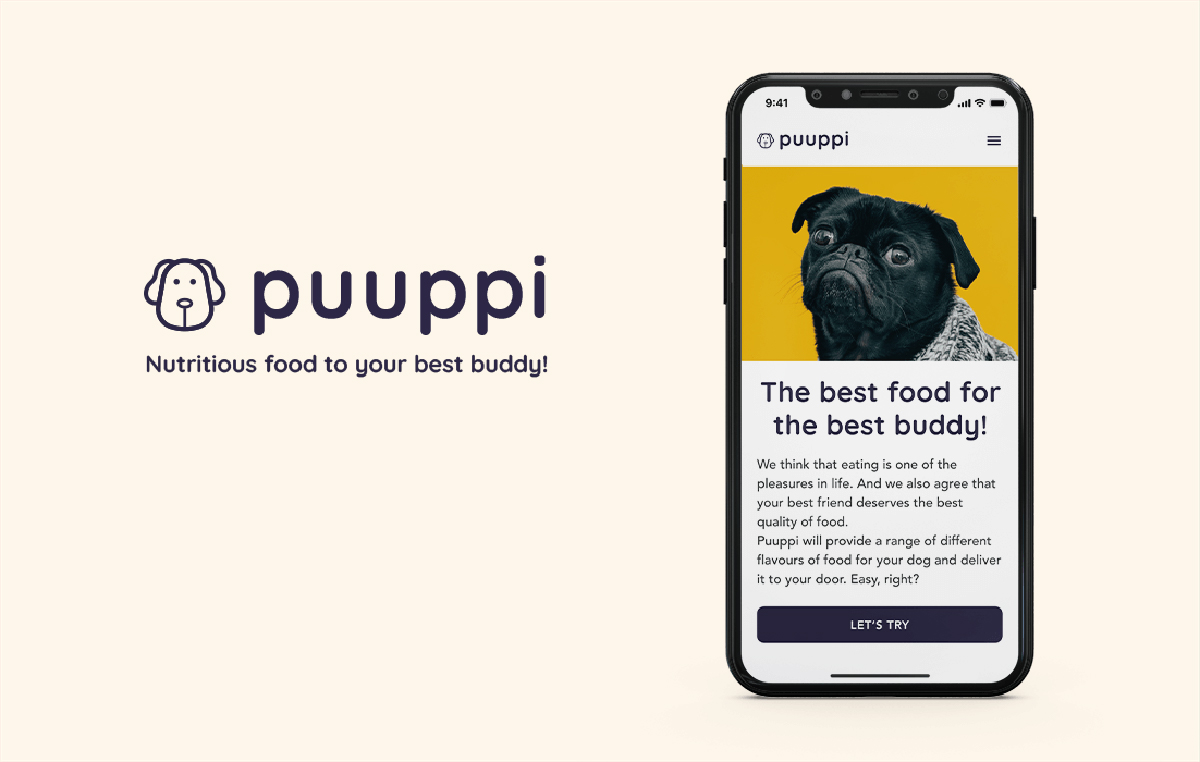 puuppi
Nutritious food to your best buddy!
9:41
puuppi
The best food for
the best buddy!
We think that eating is one of the
pleasures in life. And we also agree that
your best friend deserves the best
quality of food.
Puuppi will provide a range of different
flavours of food for your dog and deliver
it to your door. Easy, right?
LET'S TRY